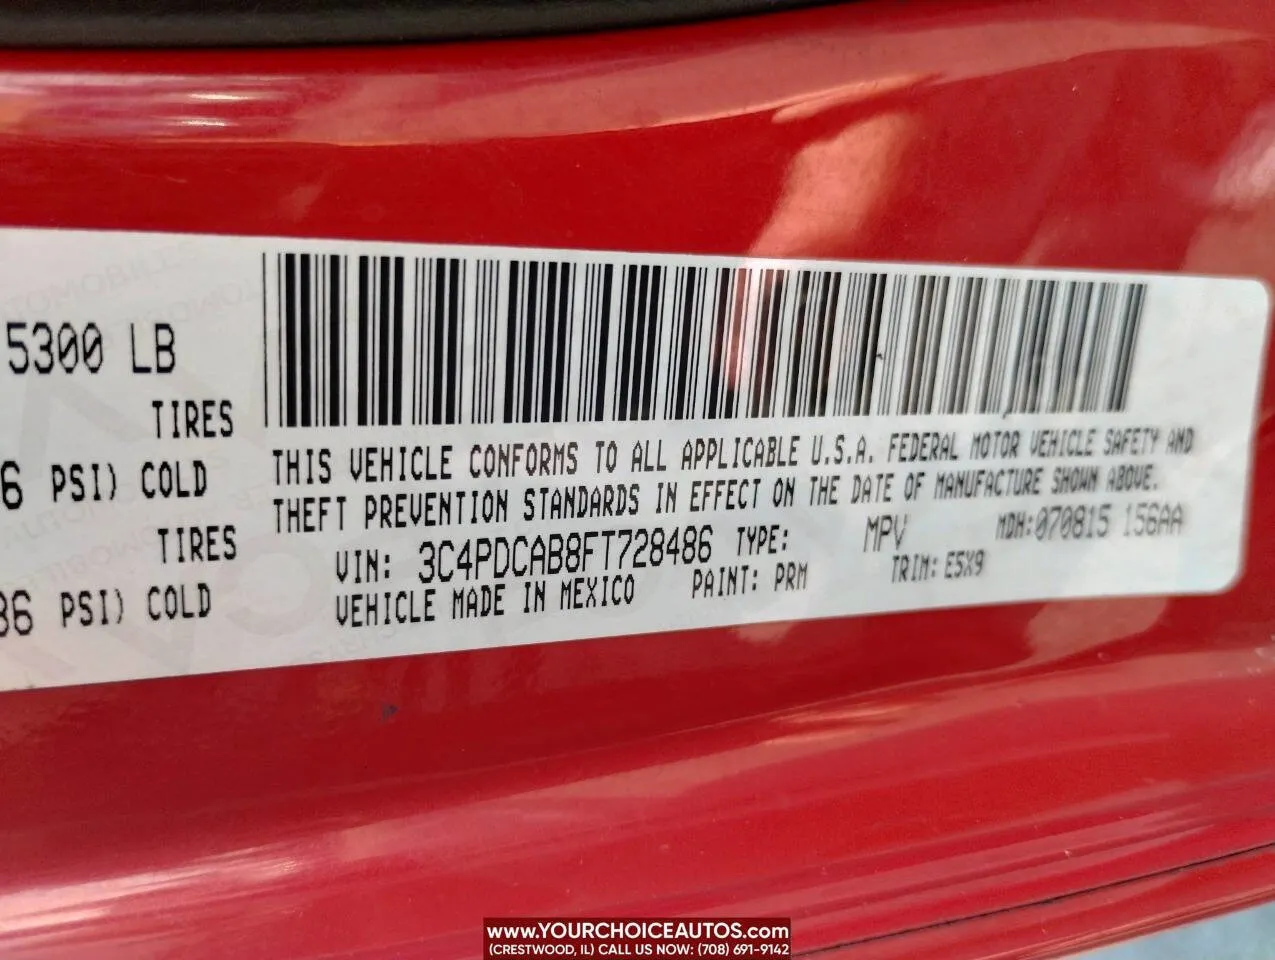 5300 LB
TIRES
6 PSI) COLD
TIRES
36 PSI) COLD
THIS VEHICLE CONFORMS TO ALL APPLICABLE U.S.A. FEDERAL MOTOR VEHICLE SAFETY AND
THEFT PREVENTION STANDARDS IN EFFECT ON THE DATE OF MANUFACTURE SHOWN ABOVE.
VIN: 3C4PDCAB8FT728486 TYPE: MPV MDH:070815 156AA
VEHICLE MADE IN MEXICO PAINT: PRM TRIM: E5X9
WWW.YOURCHOICEAUTOS.COM
(CRESTWOOD, IL) CALL US NOW: (708) 691-9142